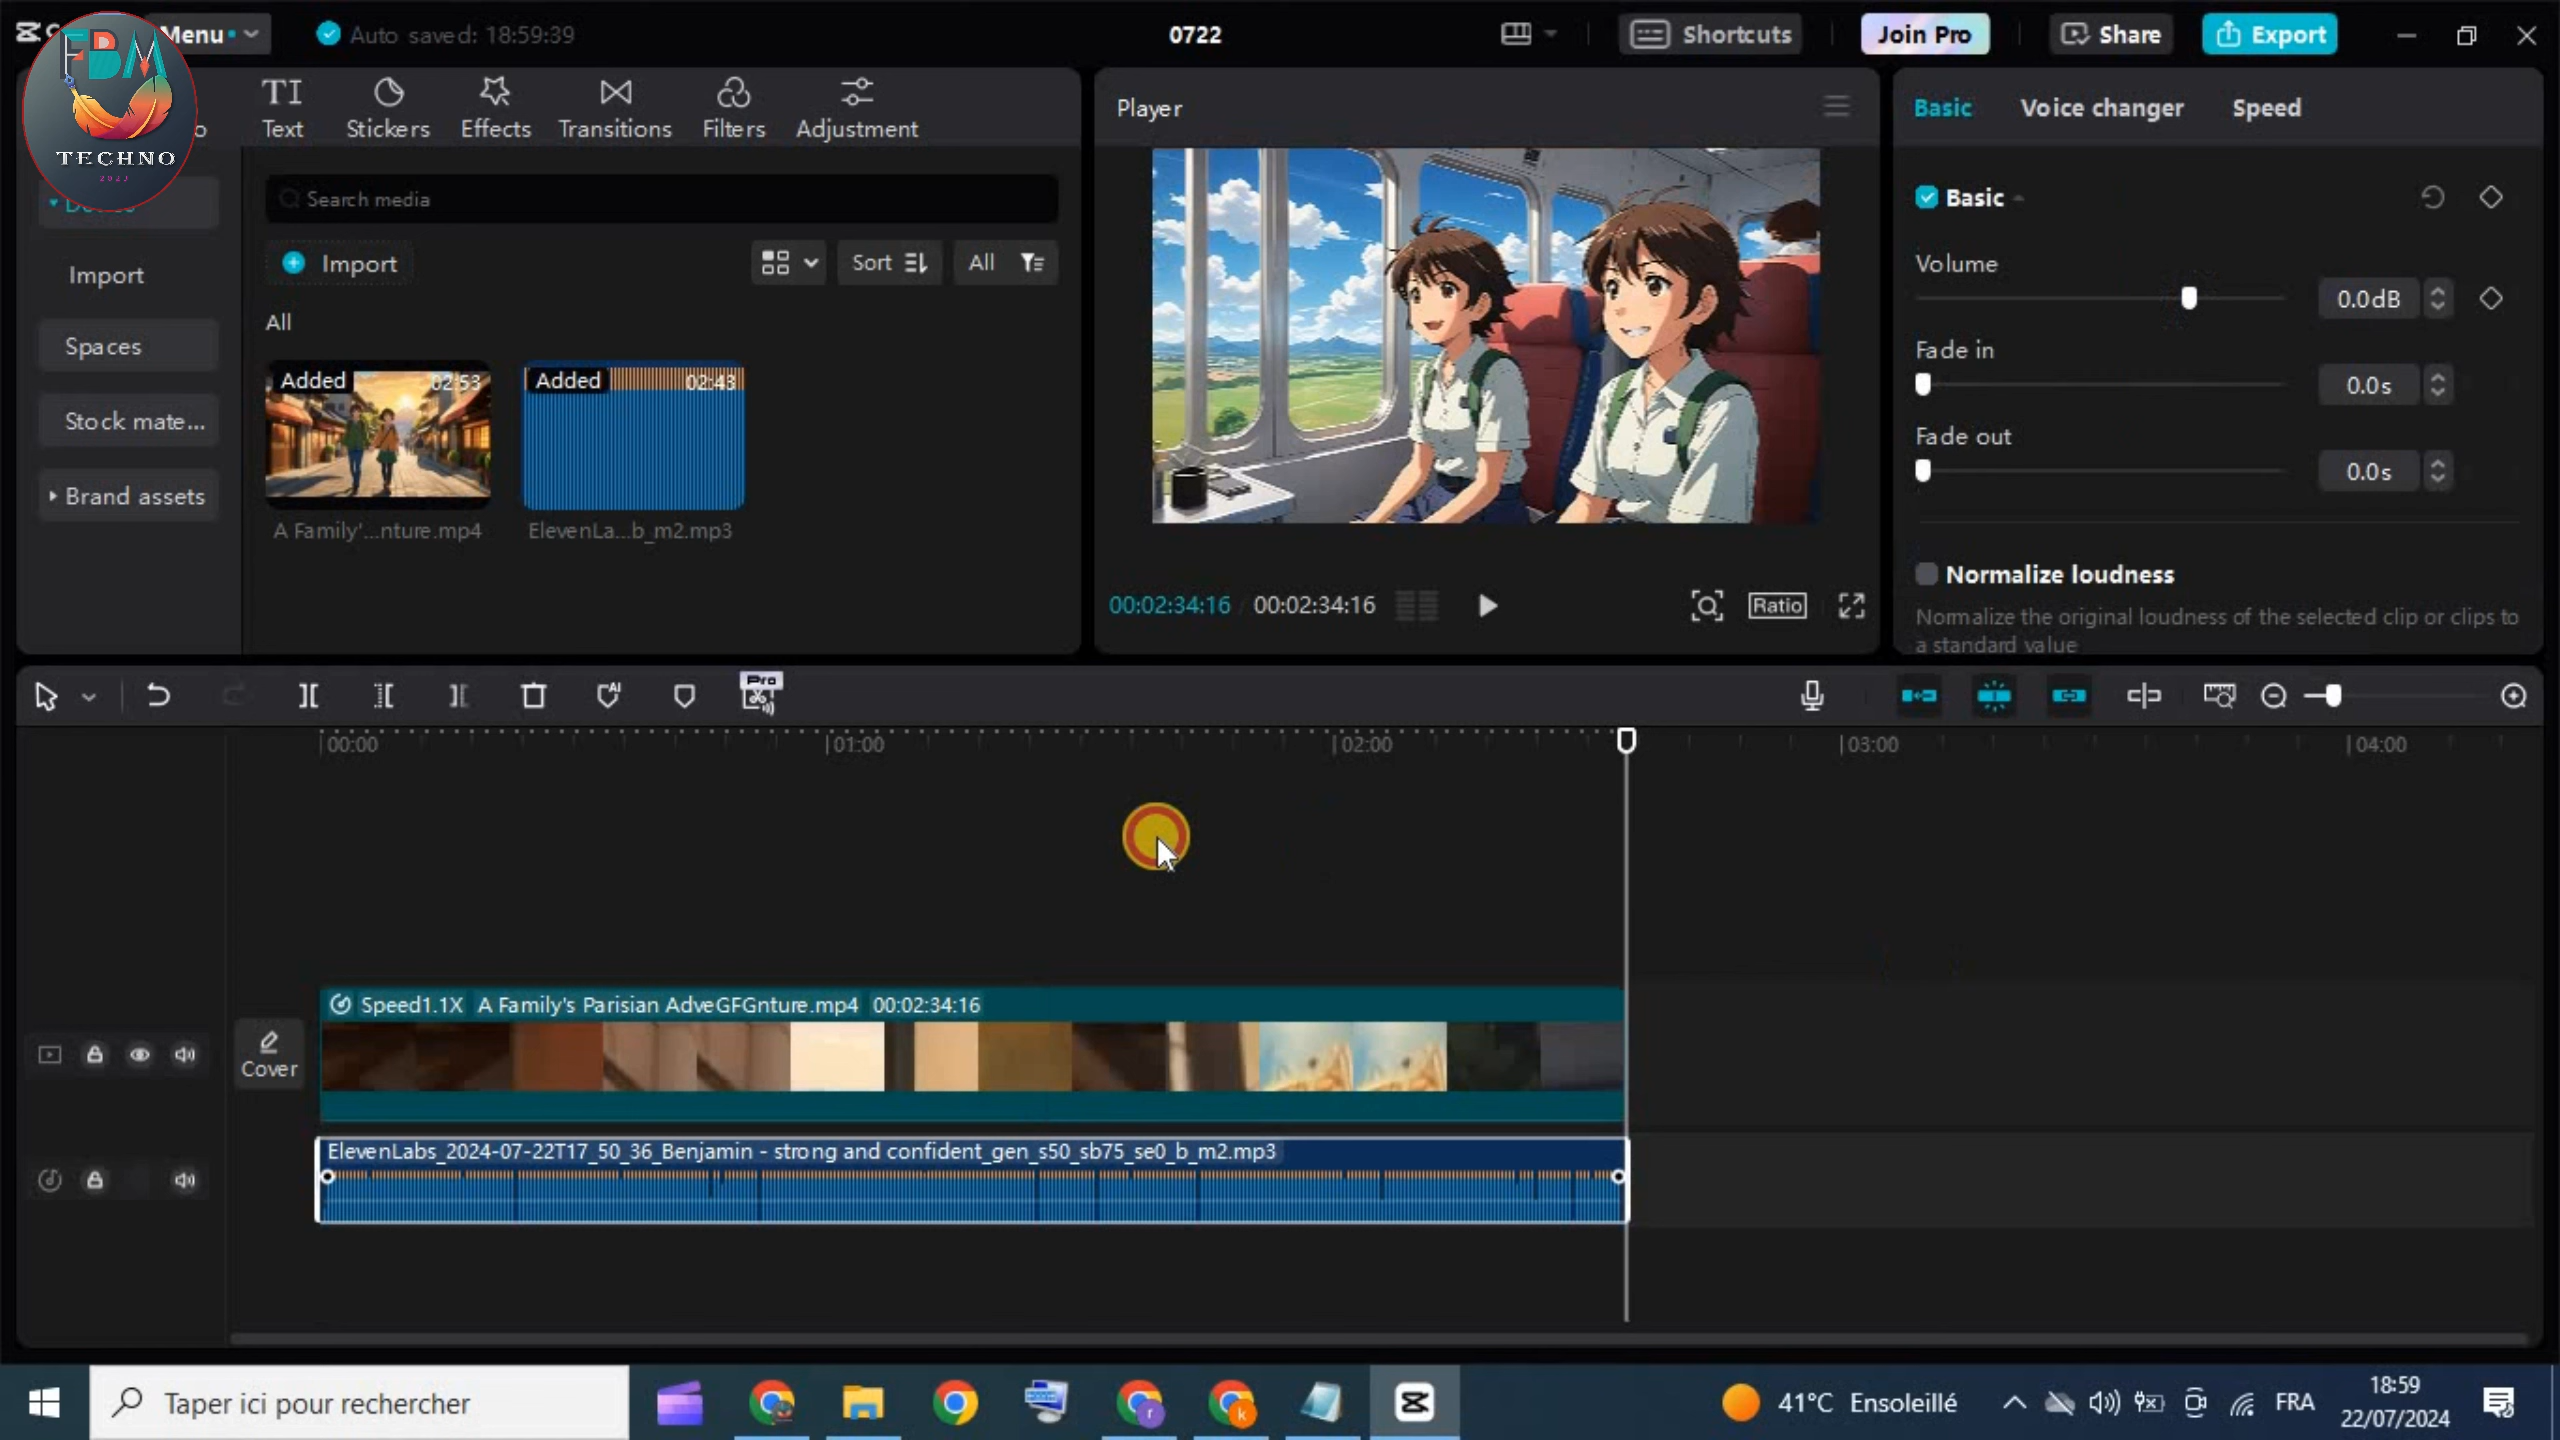 Menu
Auto saved: 18:59:39
0722
Shortcuts
Join Pro
Share
Export
FBM
TECHNO
2023
TI
Text
Stickers
Effects
Transitions
Filters
Adjustment
Import
Spaces
Stock mate...
Brand assets
Search media
Import
Sort
All
All
Added
02:53
A Family'...nture.mp4
Added
02:43
ElevenLa...b_m2.mp3
Player
00:02:34:16
00:02:34:16
Ratio
Basic
Voice changer
Speed
Basic
Volume
0.0dB
Fade in
0.0s
Fade out
0.0s
Normalize loudness
Normalize the original loudness of the selected clip or clips to
a standard value
AI
Pro
00:00
01:00
02:00
03:00
04:00
Cover
Speed1.1X A Family's Parisian AdveGFGnture.mp4 00:02:34:16
ElevenLabs_2024-07-22T17_50_36_Benjamin - strong and confident_gen_s50_sb75_se0_b_m2.mp3
Taper ici pour rechercher
r
k
41°C Ensoleillé
FRA
18:59
22/07/2024